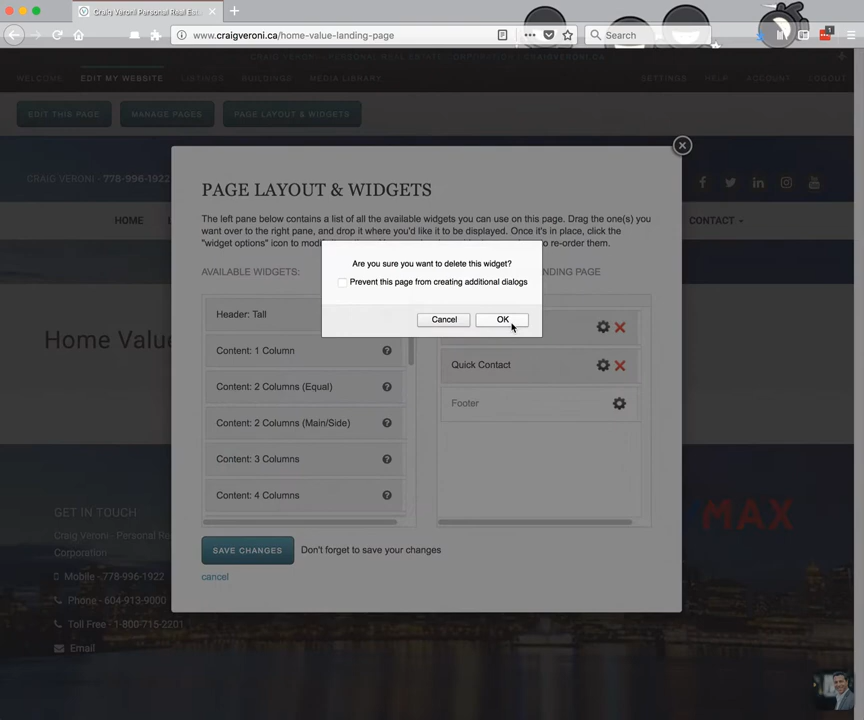 Craig Veroni Personal Real Est...
www.craigveroni.ca/home-value-landing-page
Search
1
WELCOME
EDIT MY WEBSITE
LISTINGS
BUILDINGS
MEDIA LIBRARY
SETTINGS
HELP
ACCOUNT
LOGOUT
EDIT THIS PAGE
MANAGE PAGES
PAGE LAYOUT & WIDGETS
CRAIG VERONI - 778-996-1922
HOME
CONTACT
PAGE LAYOUT & WIDGETS
The left pane below contains a list of all the available widgets you can use on this page. Drag the one(s) you
want over to the right pane, and drop it where you'd like it to be displayed. Once it's in place, click the
"widget options" icon to
to re-order them.
AVAILABLE WIDGETS:
PAGE
Are you sure you want to delete this widget?
Prevent this page from creating additional dialogs
Cancel
OK
Header: Tall
Content: 1 Column
Content: 2 Columns (Equal)
Content: 2 Columns (Main/Side)
Content: 3 Columns
Content: 4 Columns
Quick Contact
Footer
SAVE CHANGES
Don't forget to save your changes
cancel
Home Value
GET IN TOUCH
Craig Veroni - Personal Real
Corporation
Mobile - 778-996-1922
Phone - 604-913-9000
Toll Free - 1-800-715-2201
Email
MAX